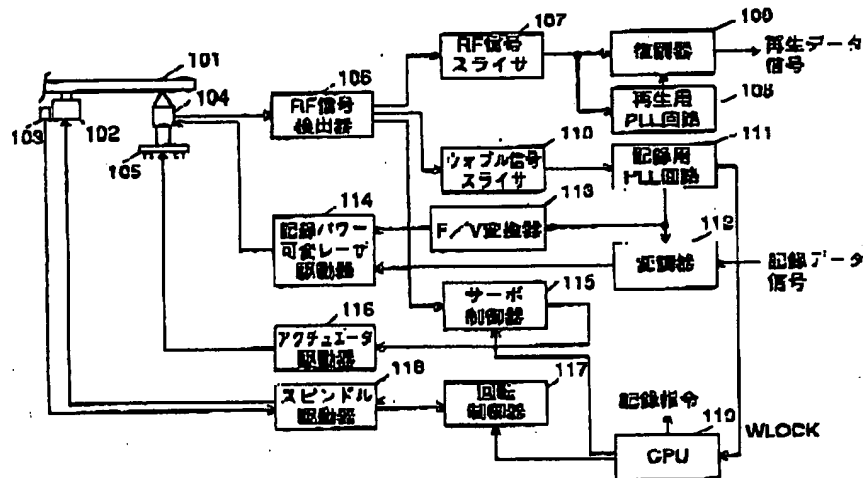 107
RF信号
スライサ
109
復調器
再生データ
信号
101
104
106
RF信号
検出器
103
102
105
再生用
PLL回路
108
110
ウォブル信号
スライサ
111
記録用
PLL回路
114
記録パワー
可変レーザ
駆動器
113
F/V変換器
112
変調器
記録データ
信号
115
サーボ
制御器
116
アクチュエータ
駆動器
118
スピンドル
駆動器
117
回転
制御器
記録指令
119
CPU
WLOCK